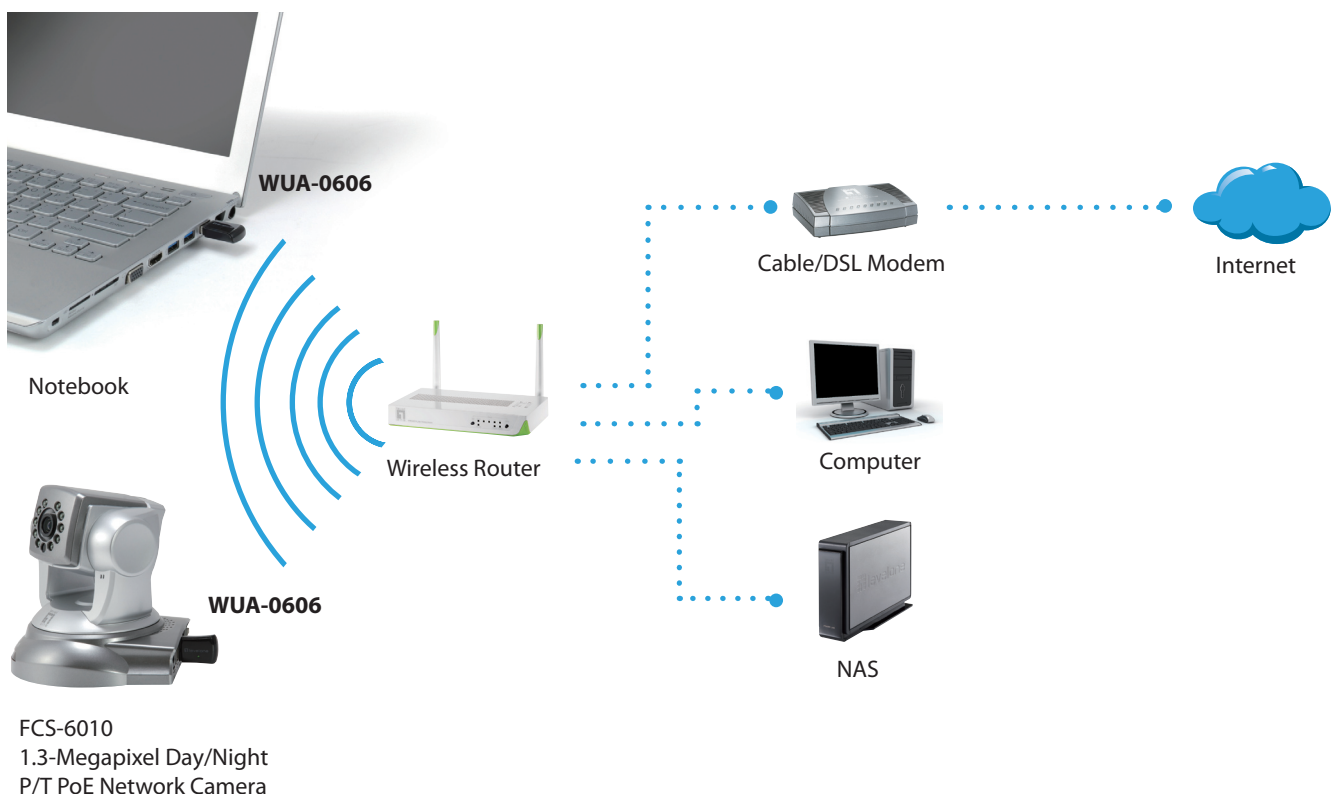 WUA-0606
Cable/DSL Modem
Internet
Notebook
Wireless Router
Computer
WUA-0606
NAS
FCS-6010
1.3-Megapixel Day/Night
P/T PoE Network Camera